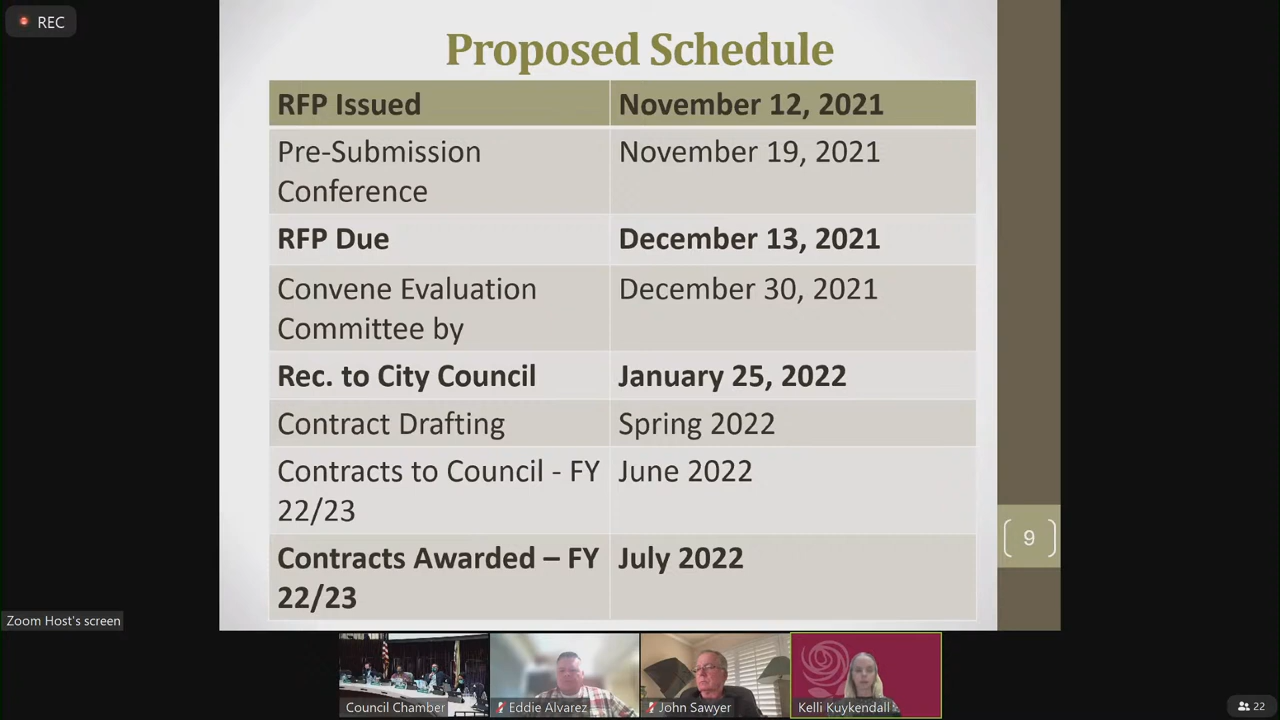 REC
Proposed Schedule
RFP Issued November 12, 2021
Pre-Submission November 19, 2021
Conference
RFP Due December 13, 2021
Convene Evaluation December 30, 2021
Committee by
Rec. to City Council January 25, 2022
Contract Drafting Spring 2022
Contracts to Council - FY June 2022
22/23
Contracts Awarded – FY July 2022
22/23
9
Zoom Host's screen
Council Chamber Eddie Alvarez John Sawyer Kelli Kuykendall
22